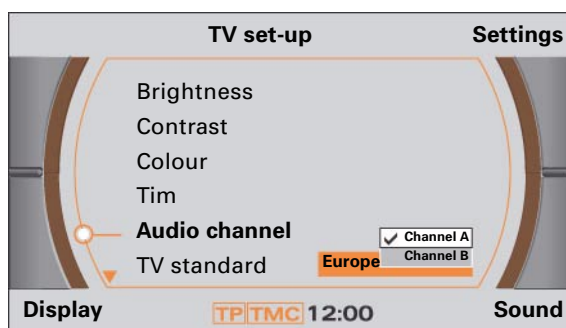 TV set-up Settings
Brightness
Contrast
Colour
Tim
Audio channel
Channel A
TV standard Europe Channel B
Display TP TMC 12:00 Sound